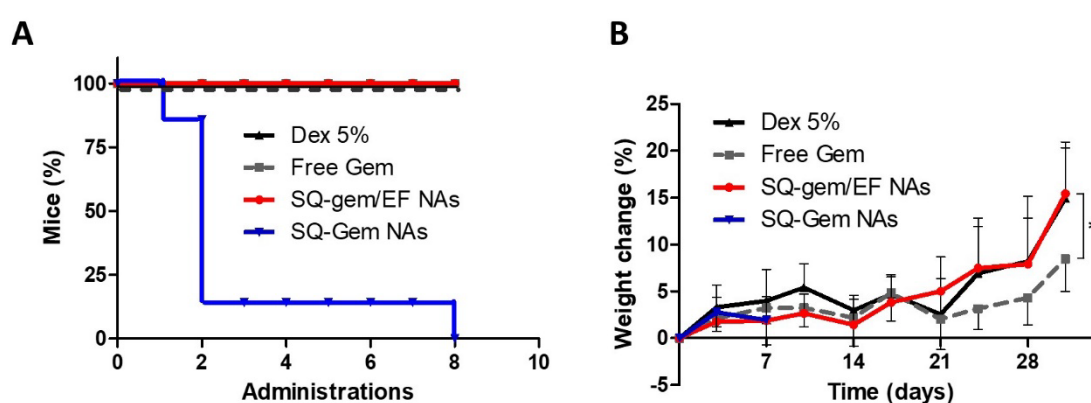 A
100
75
50
25
0
Mice (%)
Dex 5%
Free Gem
SQ-gem/EF NAs
SQ-Gem NAs
0 2 4 6 8 10
Administrations
B
25
20
15
10
5
0
-5
Weight change (%)
Dex 5%
Free Gem
SQ-gem/EF NAs
SQ-Gem NAs
*
7 14 21 28
Time (days)